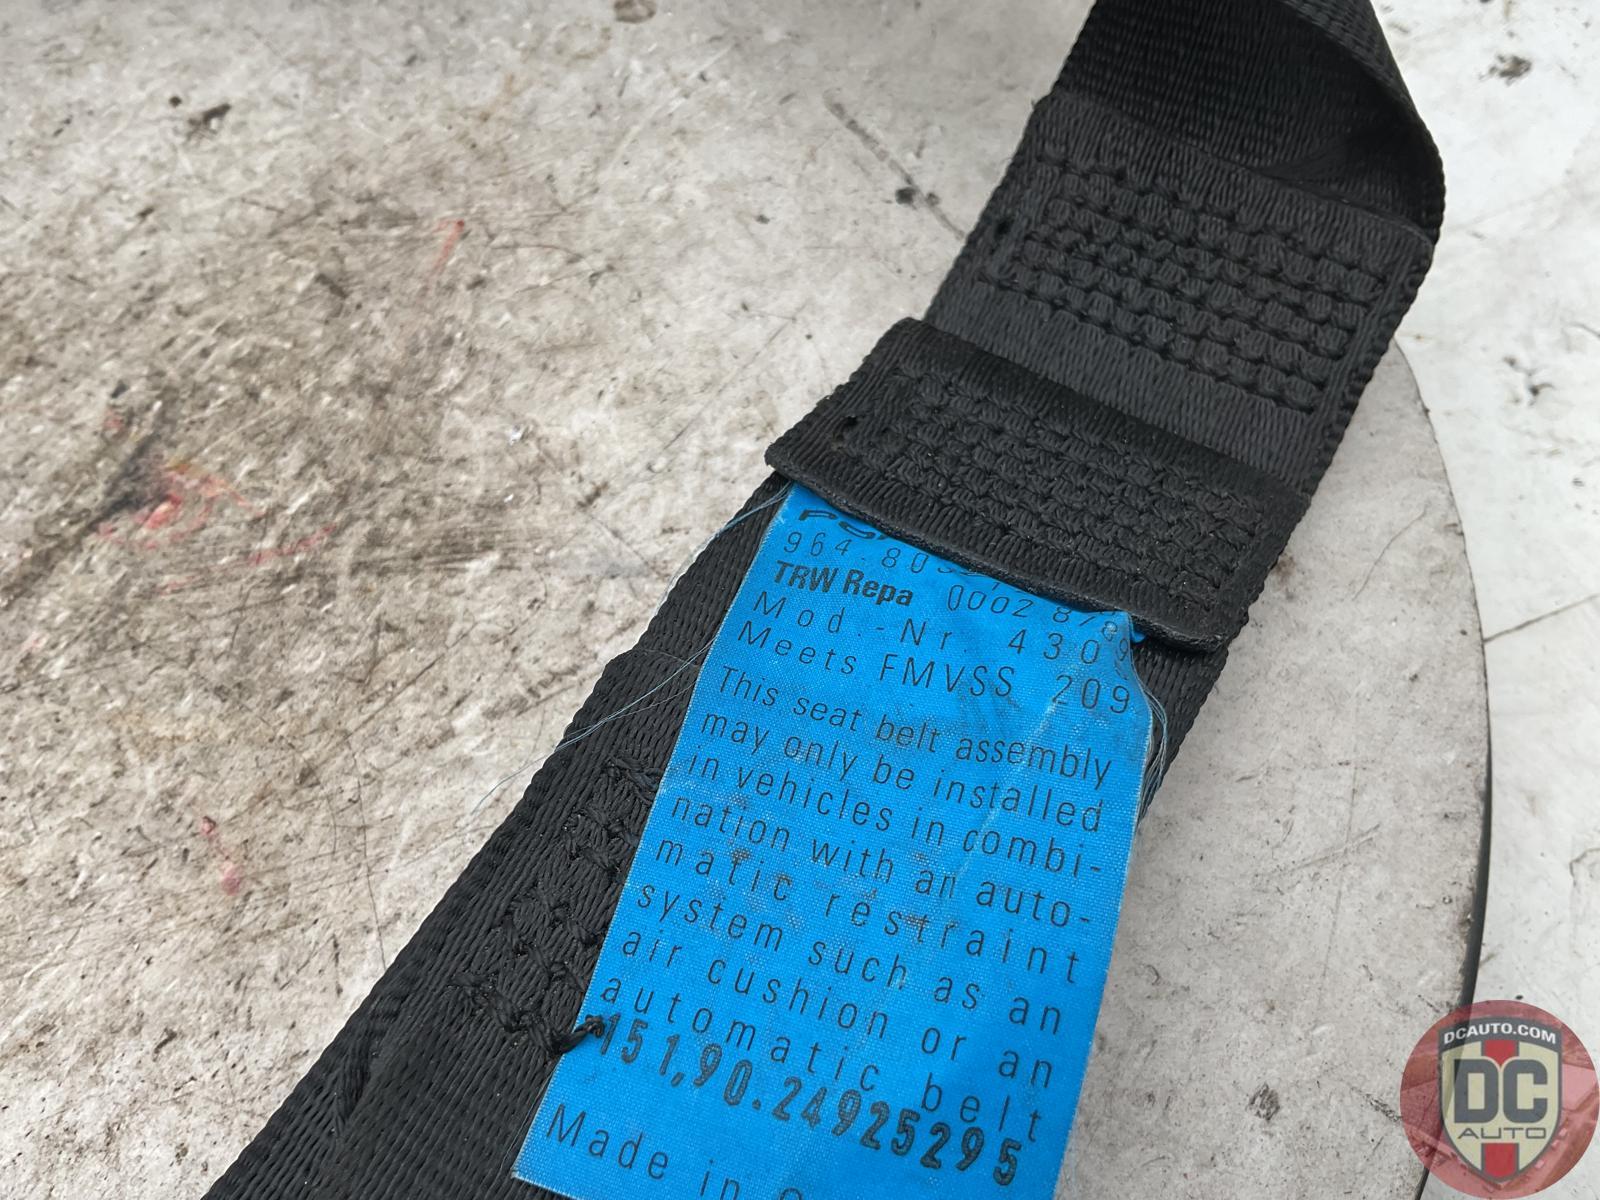 964 80
TRW Repa 0002 878
Mod.-Nr 4309
Meets FMVSS 209
This seat belt assembly
may only be installed
in vehicles in combi-
nation with an auto-
matic restraint
system such as an
air cushion or an
automatic belt
151,90.24925295
Made in
DCAUTO.COM
DC
AUTO